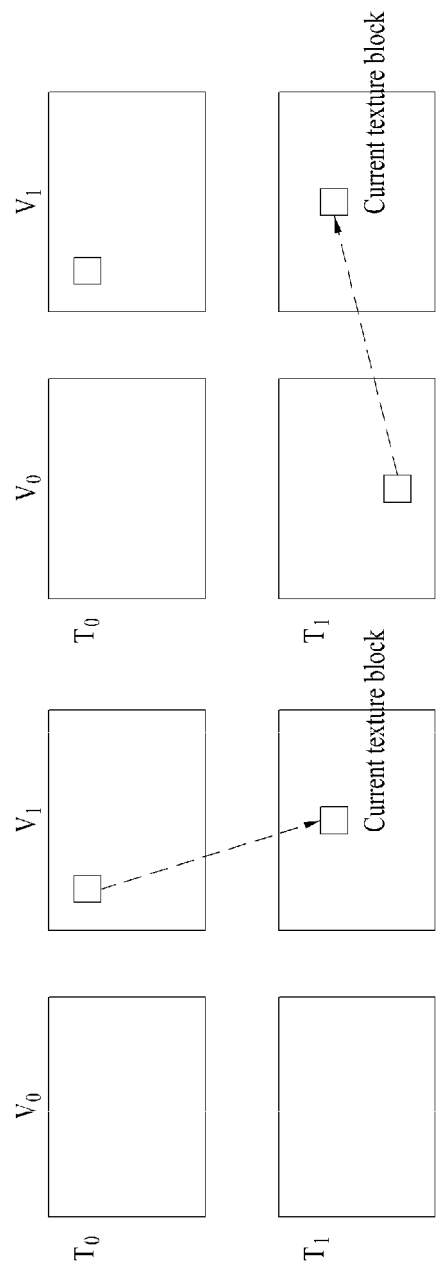 V₀
V₁
T₀
T₁
Current texture block
V₀
V₁
T₀
T₁
Current texture block